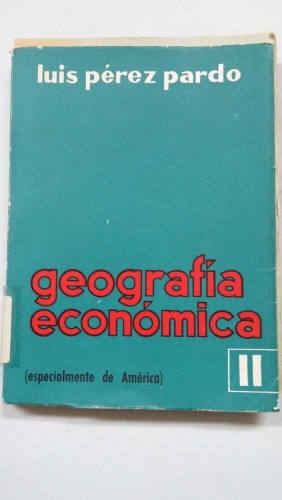 luis pérez pardo
geografía
económica
II
(especialmente de América)